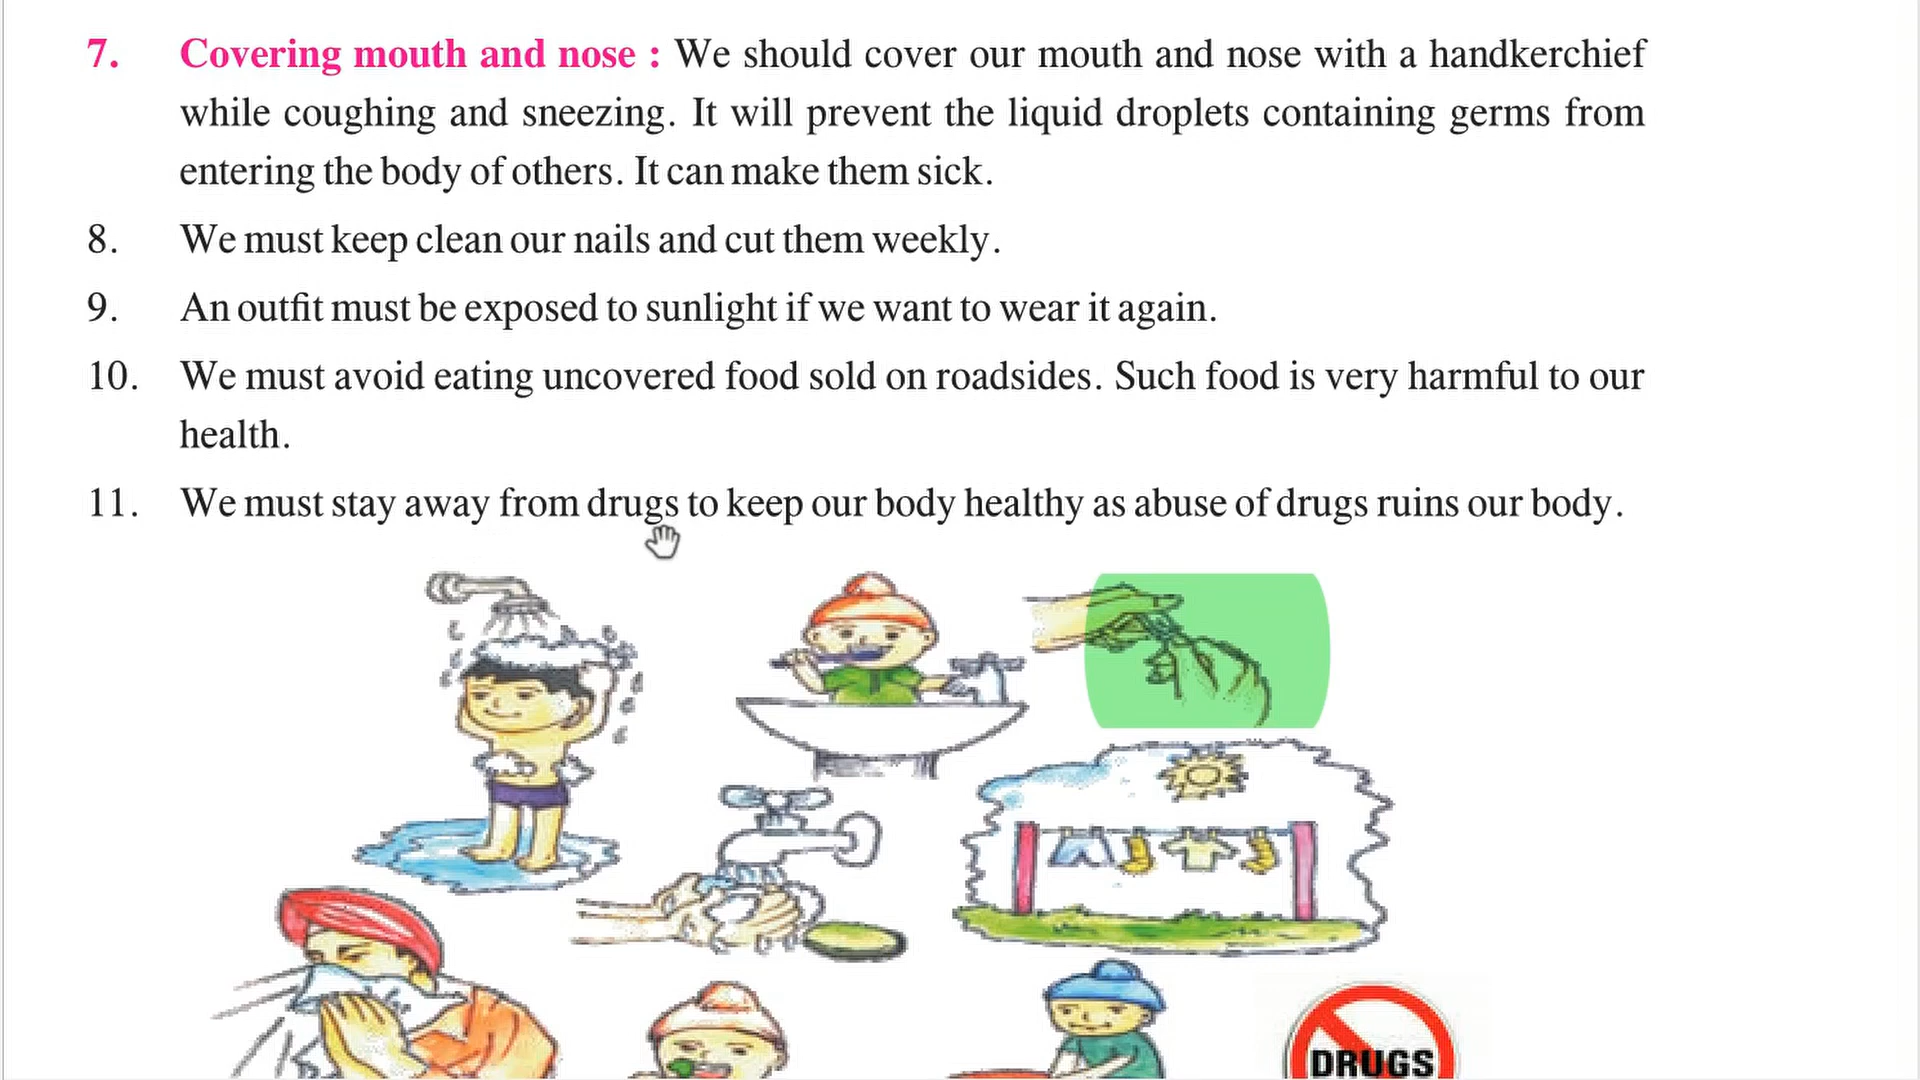 7. Covering mouth and nose : We should cover our mouth and nose with a handkerchief
while coughing and sneezing. It will prevent the liquid droplets containing germs from
entering the body of others. It can make them sick.
8. We must keep clean our nails and cut them weekly.
9. An outfit must be exposed to sunlight if we want to wear it again.
10. We must avoid eating uncovered food sold on roadsides. Such food is very harmful to our
health.
11. We must stay away from drugs to keep our body healthy as abuse of drugs ruins our body.
DRUGS